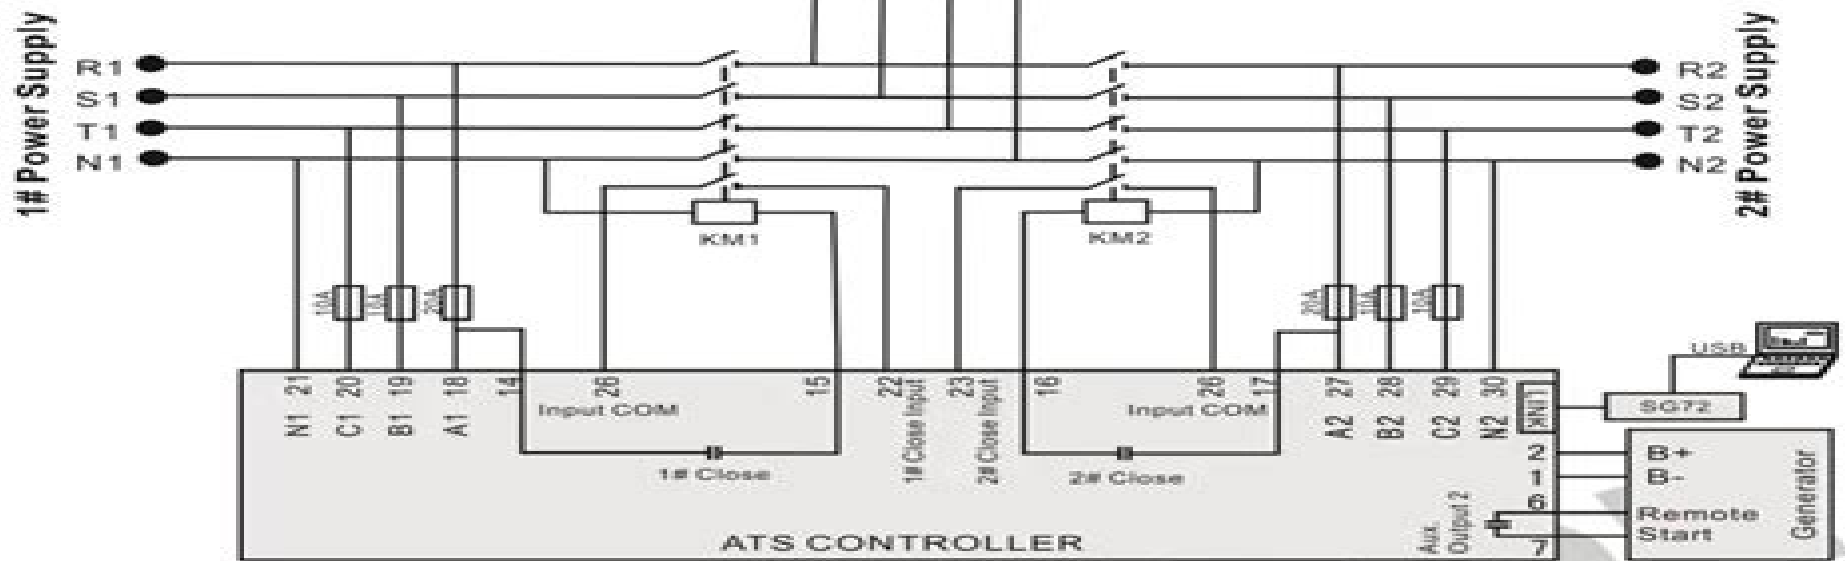 1# Power Supply
R1
S1
T1
N1
R2
S2
T2
N2
2# Power Supply
KM1
KM2
10A
10A
20A
20A
10A
10A
USB
N1 21
C1 20
B1 19
A1 18
14
26
Input COM
15
22
1# Close Input
23
2# Close Input
16
26
Input COM
17
A2 27
B2 28
C2 29
N2 30
LINK
SG72
1# Close
2# Close
2
1
6
7
B+
B-
Remote
Start
Generator
Aux.
Output 2
ATS CONTROLLER